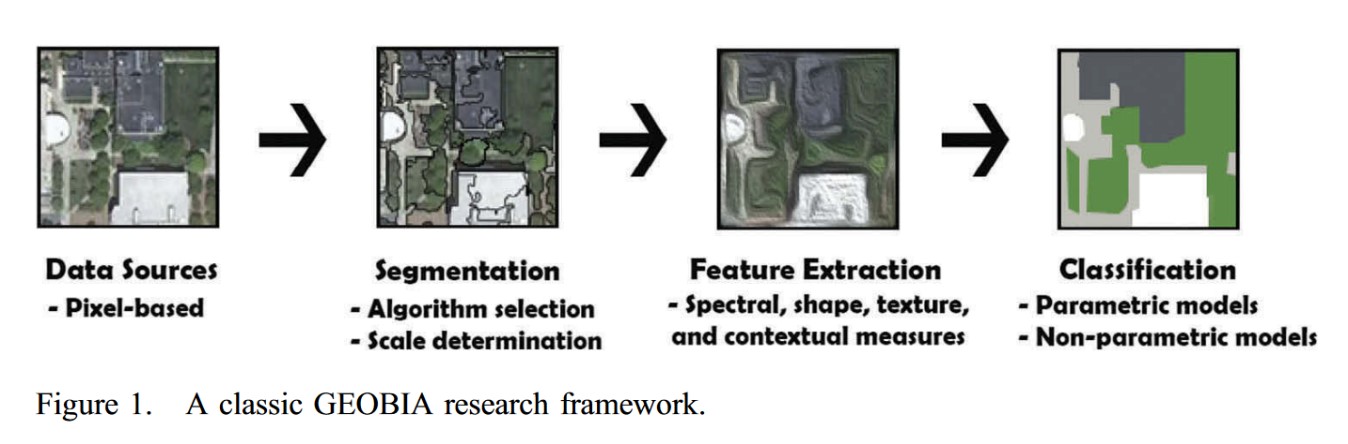 Data Sources
- Pixel-based
Segmentation
- Algorithm selection
- Scale determination
Feature Extraction
- Spectral, shape, texture,
and contextual measures
Classification
- Parametric models
- Non-parametric models
Figure 1. A classic GEOBIA research framework.